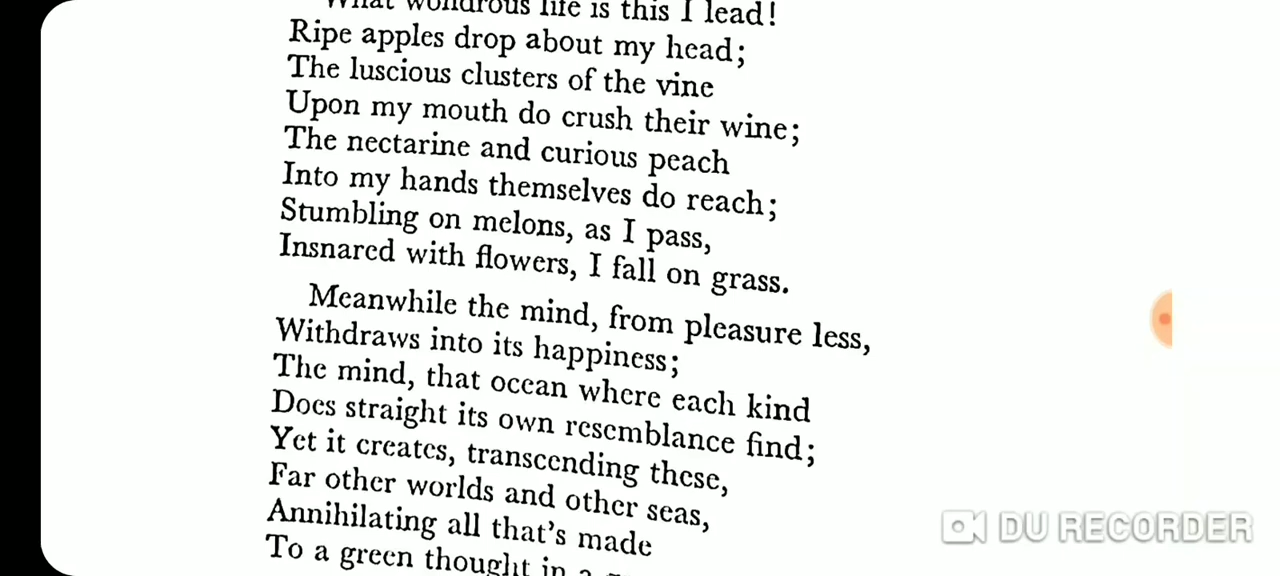 What wondrous life is this I lead!
Ripe apples drop about my head;
The luscious clusters of the vine
Upon my mouth do crush their wine;
The nectarine and curious peach
Into my hands themselves do reach;
Stumbling on melons, as I pass,
Insnared with flowers, I fall on grass.
Meanwhile the mind, from pleasure less,
Withdraws into its happiness;
The mind, that ocean where each kind
Does straight its own resemblance find;
Yet it creates, transcending these,
Far other worlds and other seas,
Annihilating all that's made
To a green thought in a
DU RECORDER